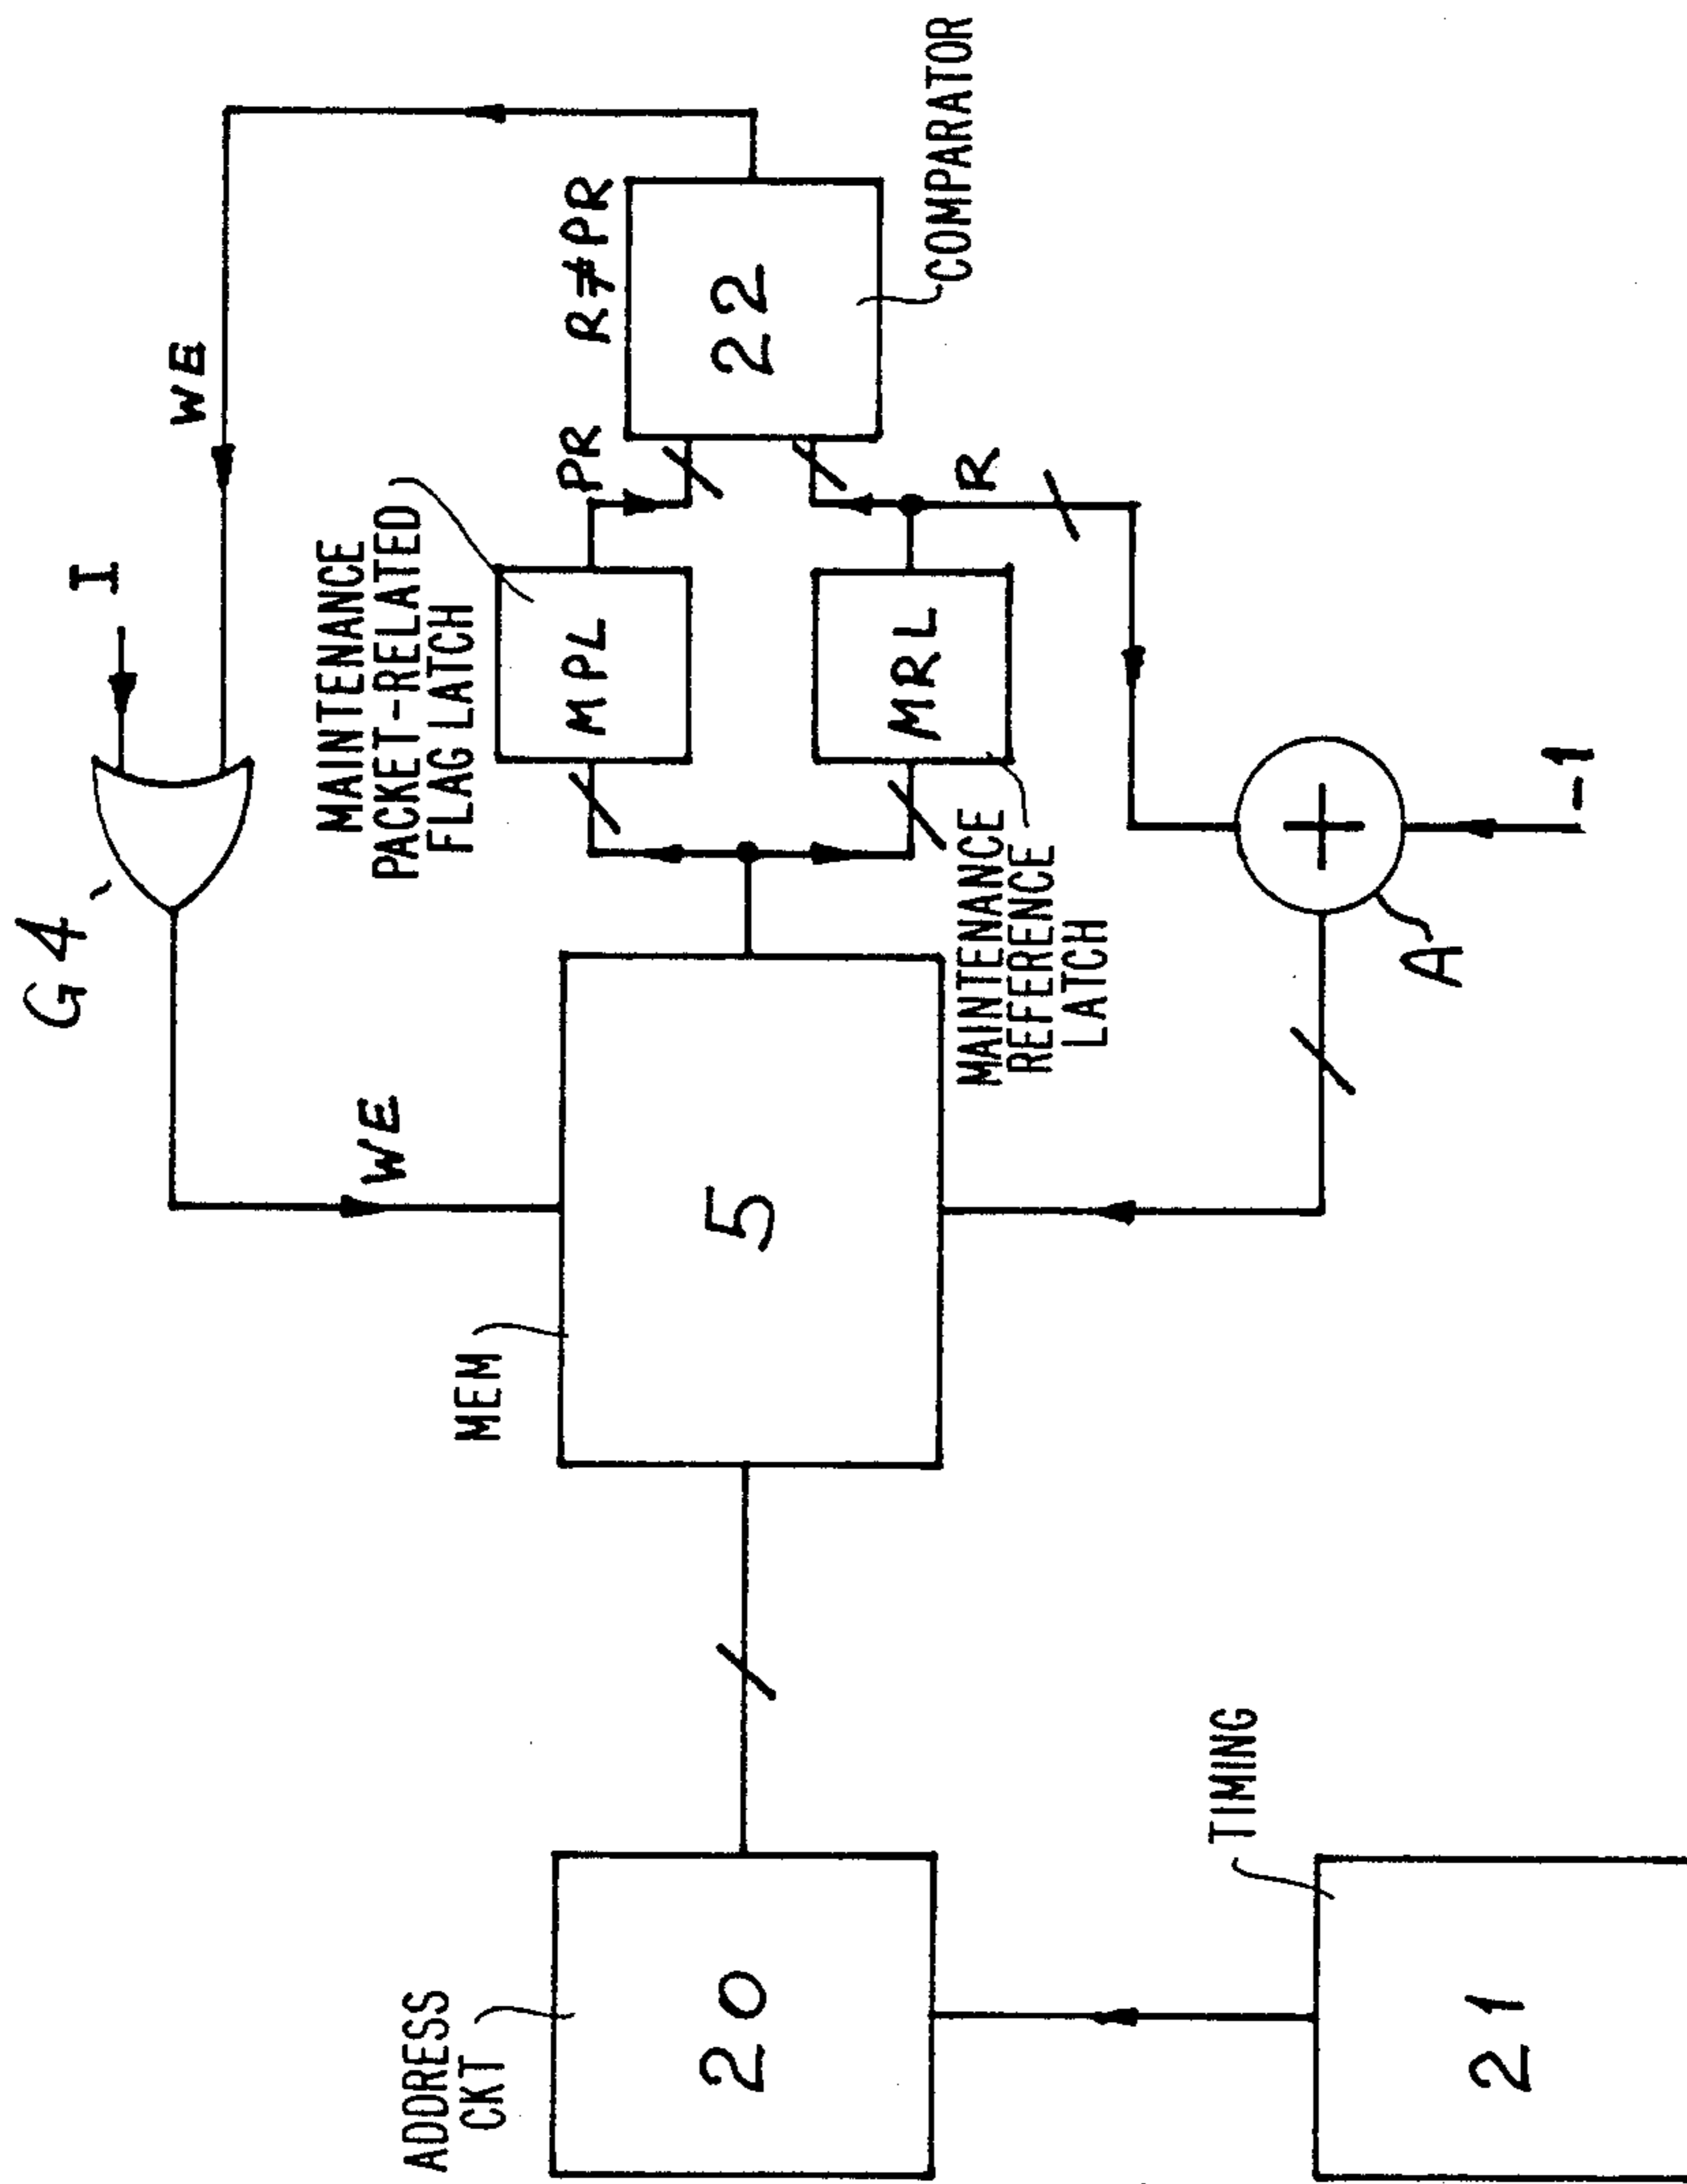 G4
I
WE
WE
MAINTENANCE
PACKET-RELATED
FLAG LATCH
MEM
5
MPL
PR
R≠PR
22
COMPARATOR
MRL
R
MAINTENANCE
REFERENCE
LATCH
ADDRESS
CKT
20
TIMING
21
A
-1